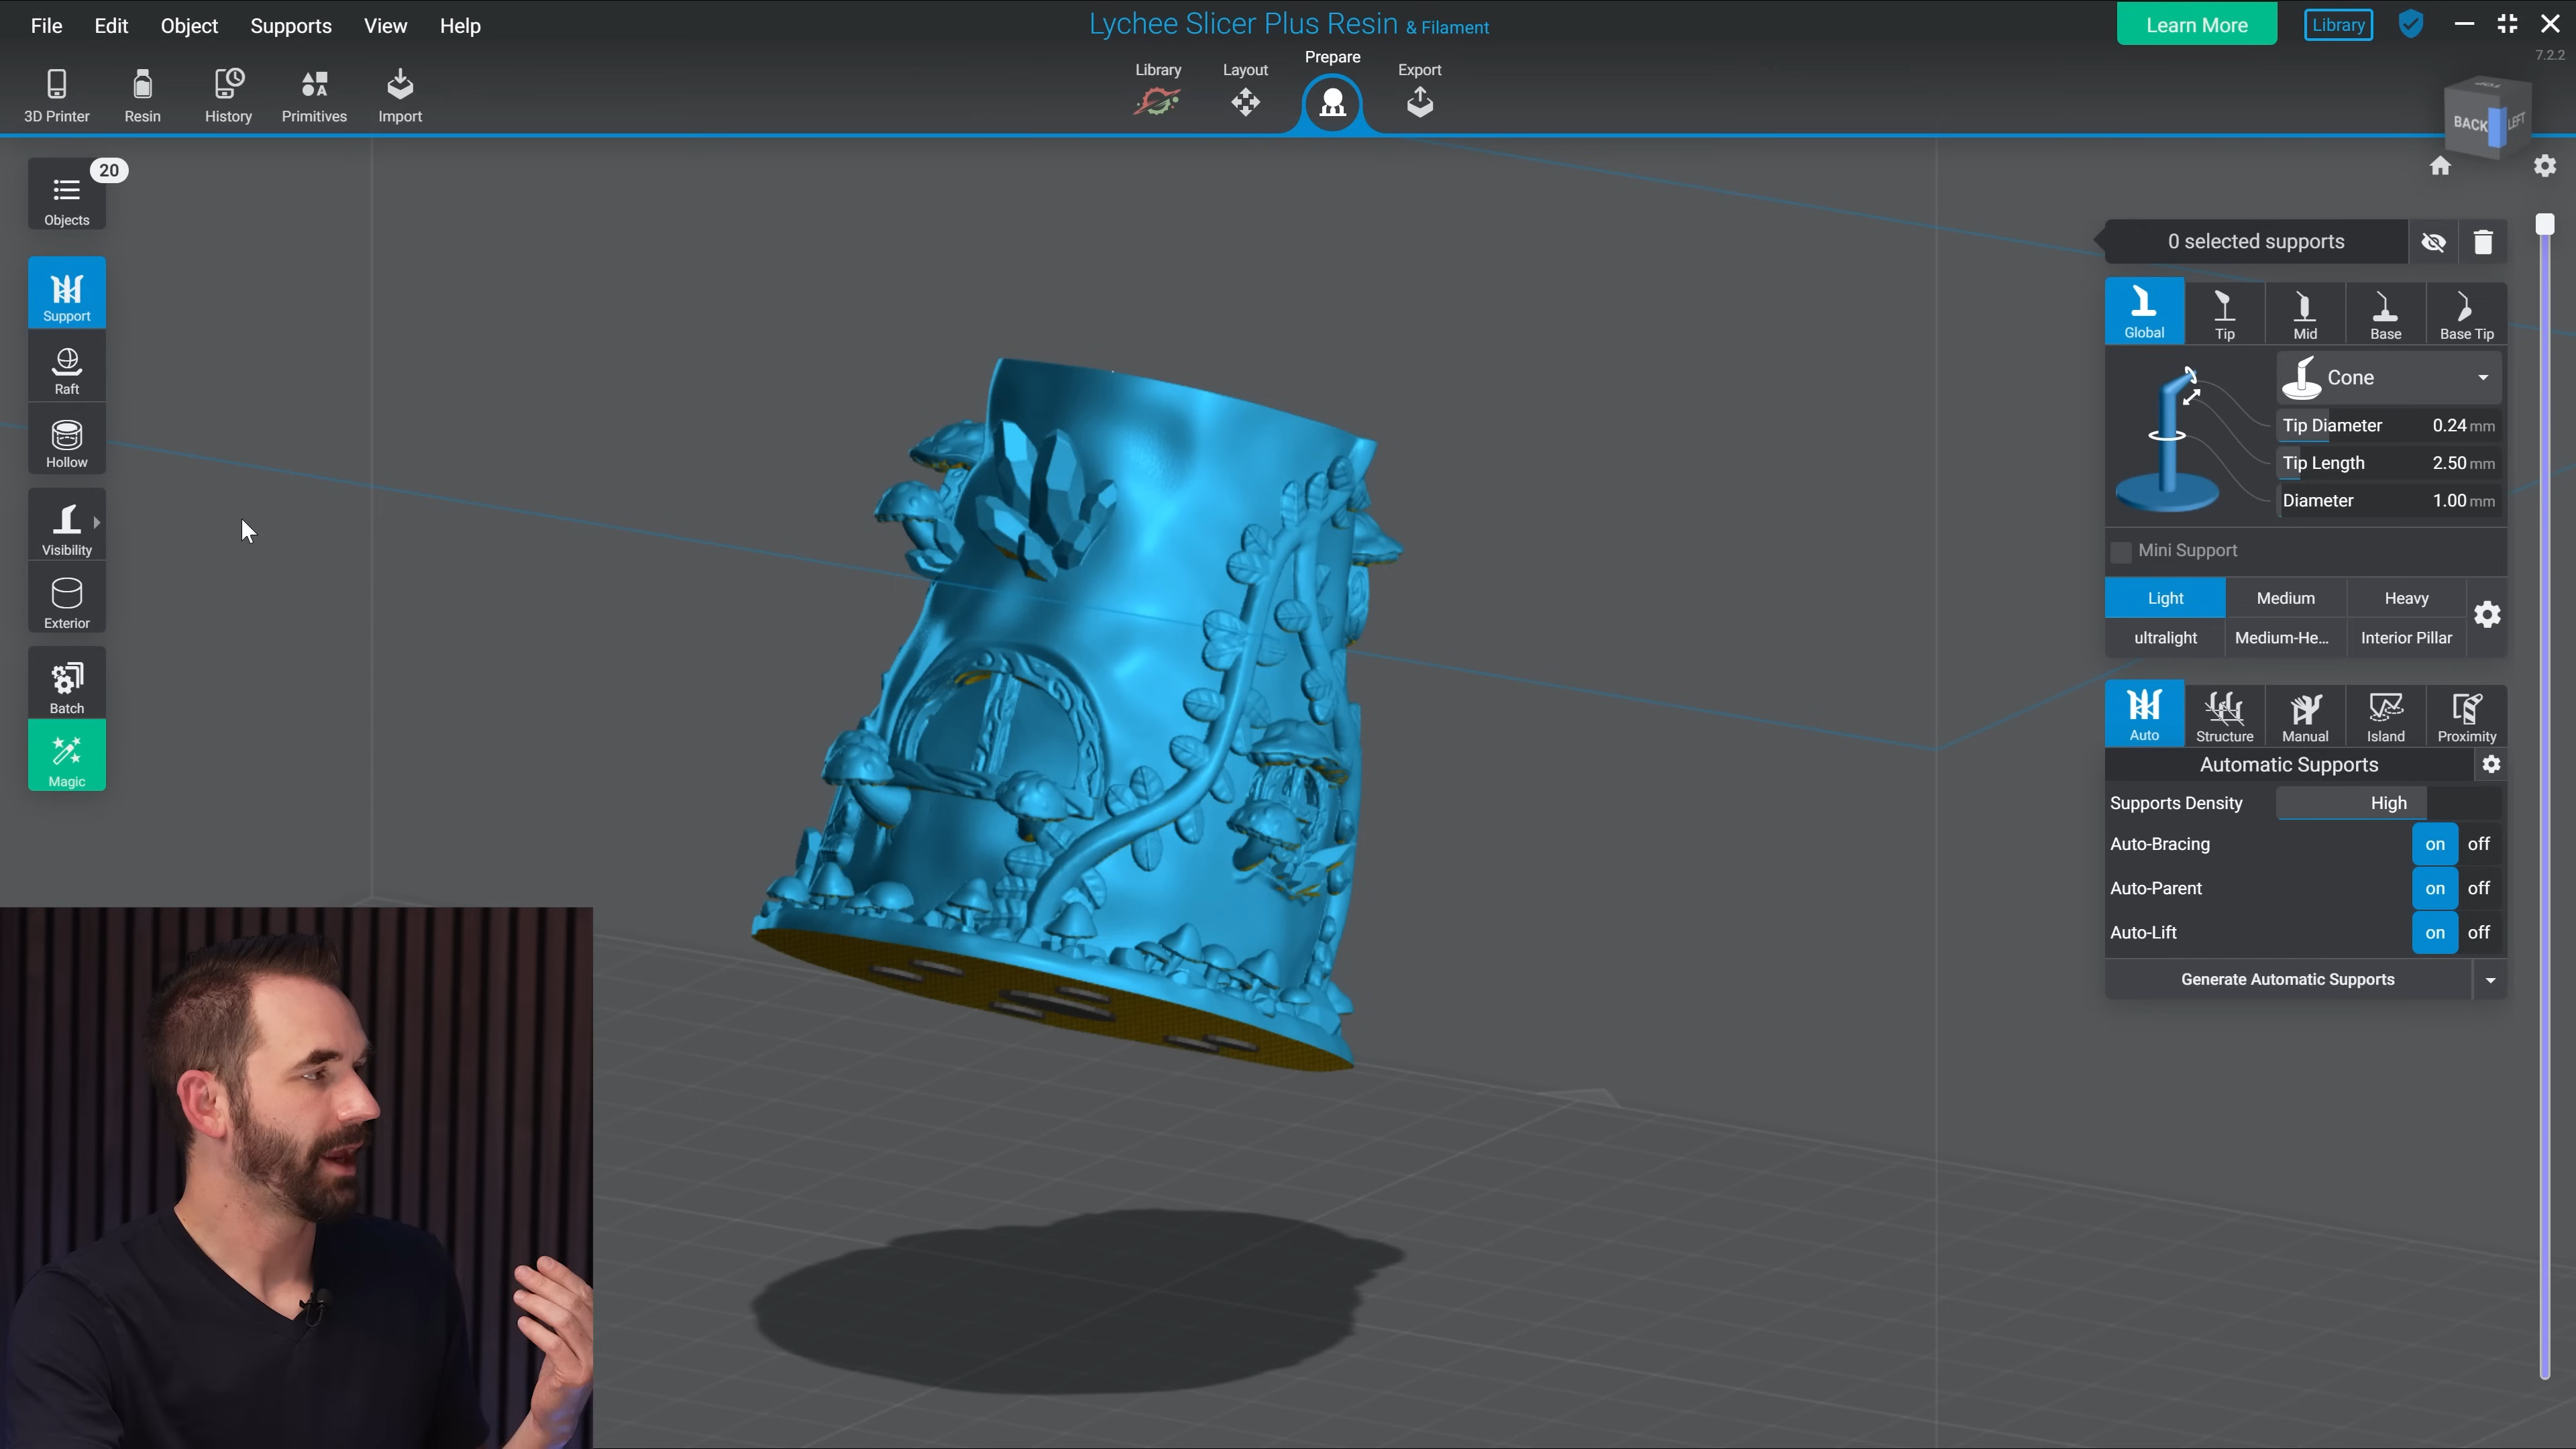 File Edit Object Supports View Help
Lychee Slicer Plus Resin & Filament
Learn More
Library
7.2.2
3D Printer
Resin
History
Primitives
Import
Library
Layout
Prepare
Export
TOP
BACK
LEFT
20
Objects
Support
Raft
Hollow
Visibility
Exterior
Batch
Magic
0 selected supports
Global
Tip
Mid
Base
Base Tip
Cone
Tip Diameter 0.24 mm
Tip Length 2.50 mm
Diameter 1.00 mm
Mini Support
Light Medium Heavy
ultralight Medium-He... Interior Pillar
Auto
Structure
Manual
Island
Proximity
Automatic Supports
Supports Density High
Auto-Bracing on off
Auto-Parent on off
Auto-Lift on off
Generate Automatic Supports